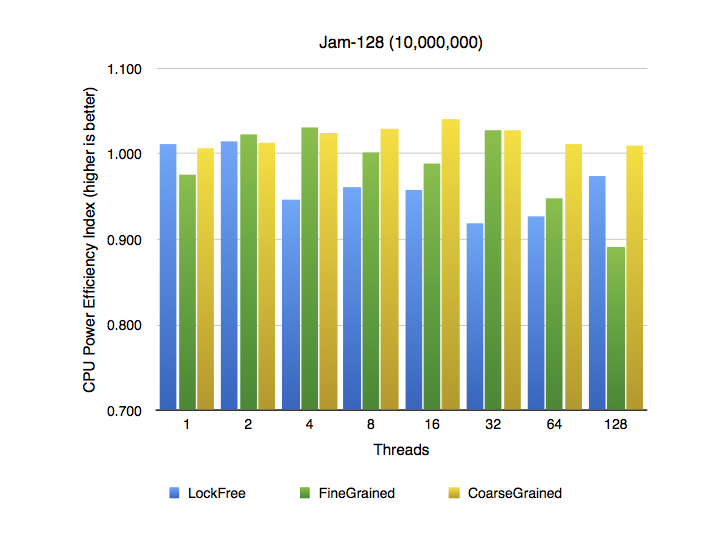 Jam-128 (10,000,000)
CPU Power Efficiency Index (higher is better)
1.100
1.000
0.900
0.800
0.700
1 2 4 8 16 32 64 128
Threads
LockFree FineGrained CoarseGrained